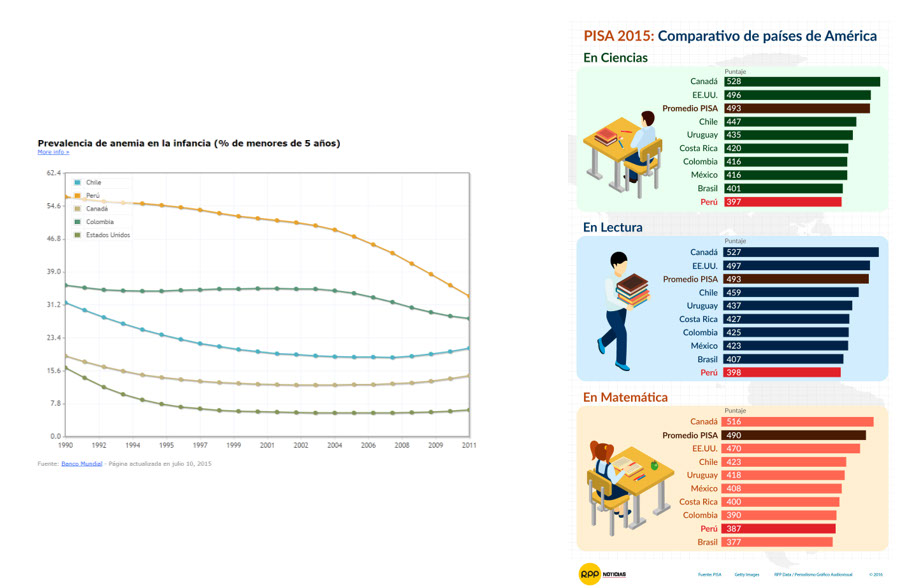 Prevalencia de anemia en la infancia (% de menores de 5 años)
More info »
62.4
54.6
46.8
39.0
31.2
23.4
15.6
7.8
0.0
Chile
Perú
Canadá
Colombia
Estados Unidos
1990 1992 1994 1995 1997 1999 2001 2002 2004 2006 2008 2009 2011
Fuente: Banco Mundial - Página actualizada en julio 10, 2015
PISA 2015: Comparativo de países de América
En Ciencias
Puntaje
Canadá 528
EE.UU. 496
Promedio PISA 493
Chile 447
Uruguay 435
Costa Rica 420
Colombia 416
México 416
Brasil 401
Perú 397
En Lectura
Puntaje
Canadá 527
EE.UU. 497
Promedio PISA 493
Chile 459
Uruguay 437
Costa Rica 427
Colombia 425
México 423
Brasil 407
Perú 398
En Matemática
Puntaje
Canadá 516
Promedio PISA 490
EE.UU. 470
Chile 423
Uruguay 418
México 408
Costa Rica 400
Colombia 390
Perú 387
Brasil 377
RPP NOTICIAS
Fuente: PISA Getty Images RPP Data / Periodismo Gráfico Audiovisual © 2016